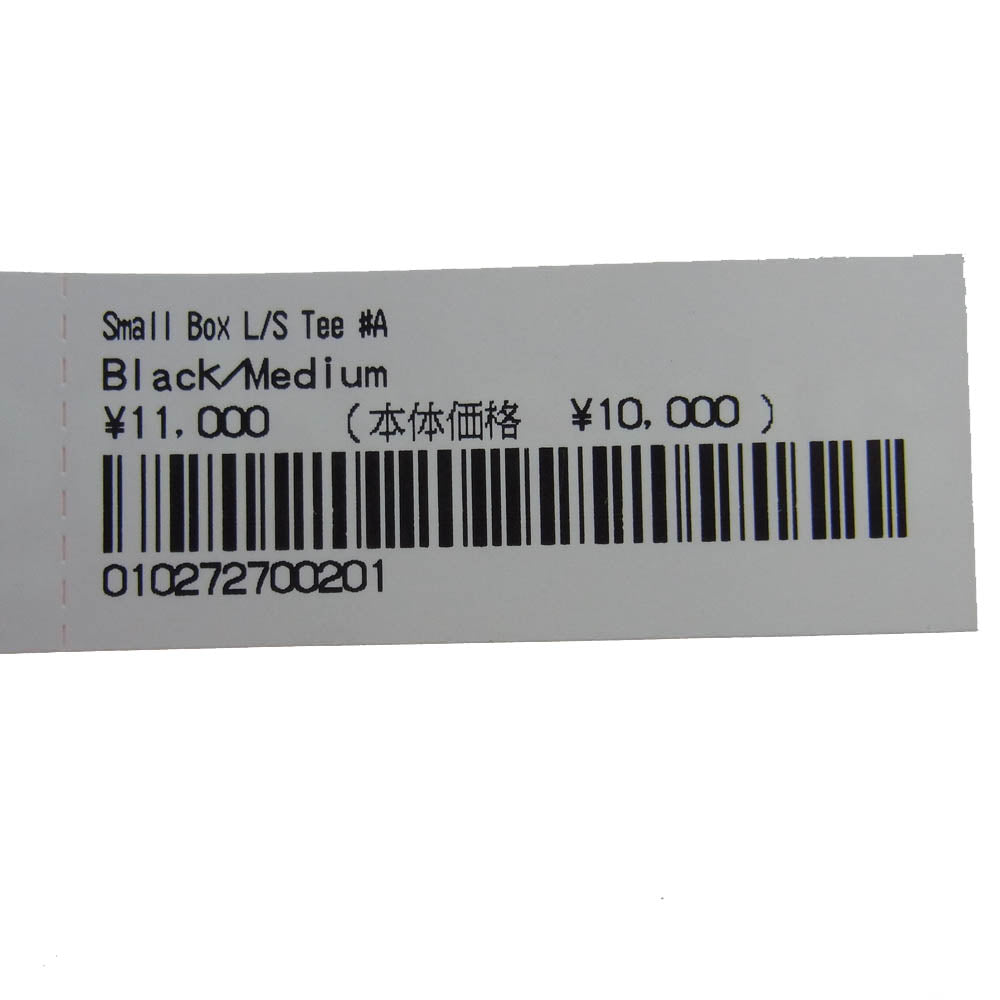 Small Box L/S Tee #A
Black/Medium
¥11,000 (本体価格 ¥10,000 )
010272700201